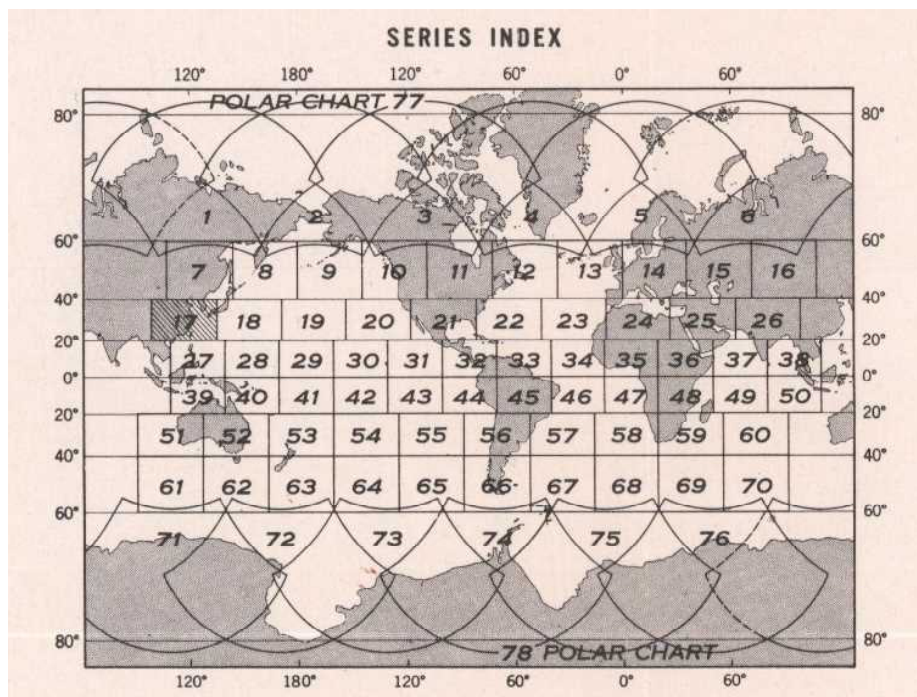 SERIES INDEX
120° 180° 120° 60° 0° 60°
POLAR CHART 77
80° 80°
1 2 3 4 5 6
60° 60°
7 8 9 10 11 12 13 14 15 16
40° 40°
17 18 19 20 21 22 23 24 25 26
20° 20°
27 28 29 30 31 32 33 34 35 36 37 38
0° 0°
39 40 41 42 43 44 45 46 47 48 49 50
20° 20°
51 52 53 54 55 56 57 58 59 60
40° 40°
61 62 63 64 65 66 67 68 69 70
60° 60°
71 72 73 74 75 76
80° 80°
78 POLAR CHART
120° 180° 120° 60° 0° 60°